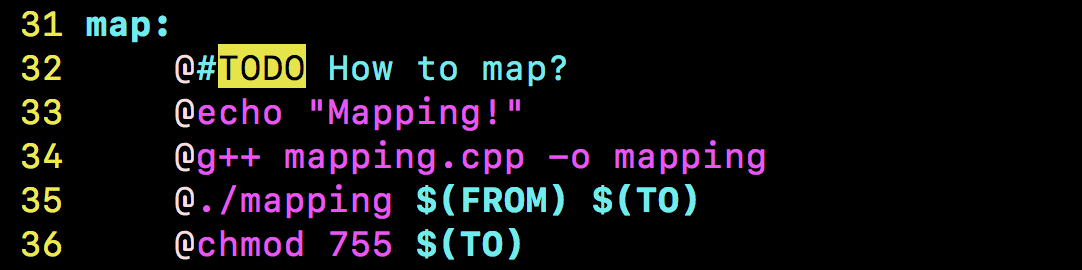 31 map:
32     @#TODO How to map?
33     @echo "Mapping!"
34     @g++ mapping.cpp -o mapping
35     @./mapping $(FROM) $(TO)
36     @chmod 755 $(TO)